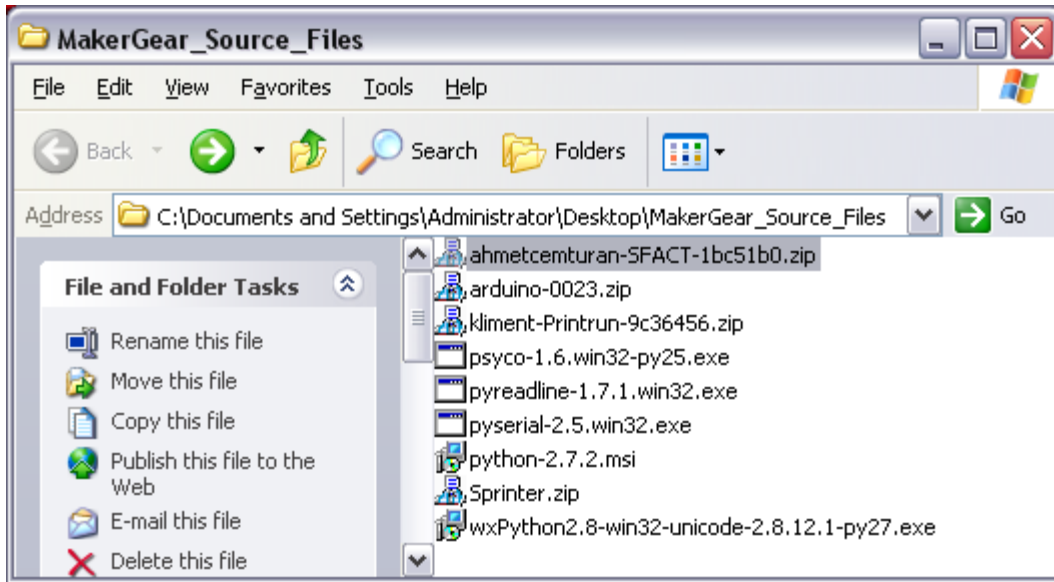 MakerGear_Source_Files
File Edit View Favorites Tools Help
Back Search Folders
Address C:\Documents and Settings\Administrator\Desktop\MakerGear_Source_Files Go
File and Folder Tasks
Rename this file
Move this file
Copy this file
Publish this file to the
Web
E-mail this file
Delete this file
ahmetcemturan-SFACT-1bc51b0.zip
arduino-0023.zip
kliment-Printrun-9c36456.zip
psyco-1.6.win32-py25.exe
pyreadline-1.7.1.win32.exe
pyserial-2.5.win32.exe
python-2.7.2.msi
Sprinter.zip
wxPython2.8-win32-unicode-2.8.12.1-py27.exe